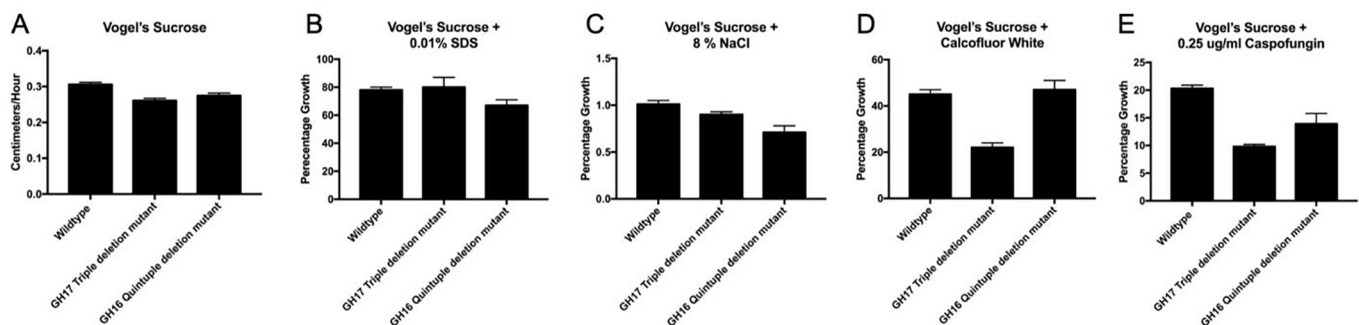 A
Vogel's Sucrose
Centimeters/Hour
0.4
0.3
0.2
0.1
0.0
Wildtype
GH17 Triple deletion mutant
GH16 Quintuple deletion mutant
B
Vogel's Sucrose +
0.01% SDS
Perecentage Growth
100
80
60
40
20
0
Wildtype
GH17 Triple deletion mutant
GH16 Quintuple deletion mutant
C
Vogel's Sucrose +
8 % NaCl
Percentage Growth
1.5
1.0
0.5
0.0
Wildtype
GH17 Triple deletion mutant
GH16 Quintuple deletion mutant
D
Vogel's Sucrose +
Calcofluor White
Percentage Growth
60
40
20
0
Wildtype
GH17 Triple deletion mutant
GH16 Quintuple deletion mutant
E
Vogel's Sucrose +
0.25 ug/ml Caspofungin
Percentage Growth
25
20
15
10
5
0
Wildtype
GH17 Triple deletion mutant
GH16 Quintuple deletion mutant